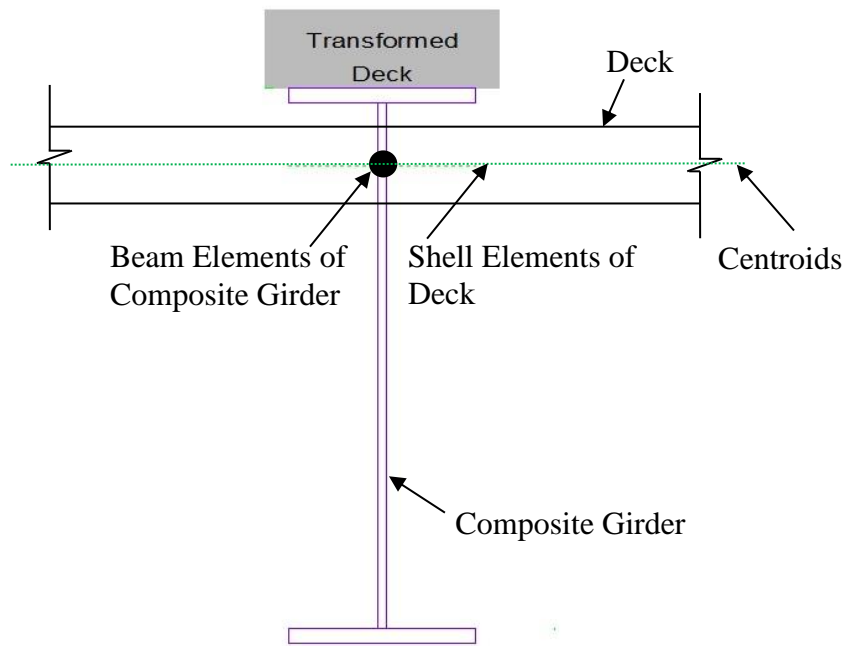 Transformed
Deck
Deck
Beam Elements of
Composite Girder
Shell Elements of
Deck
Centroids
Composite Girder